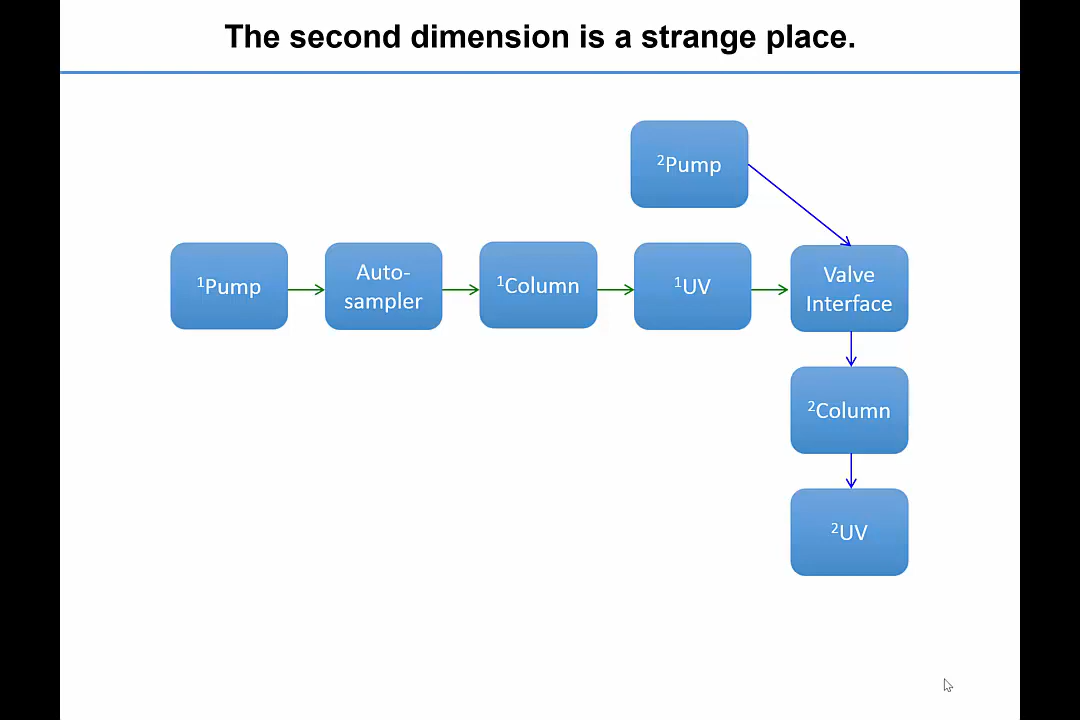 The second dimension is a strange place.
²Pump
¹Pump
Auto-
sampler
¹Column
¹UV
Valve
Interface
²Column
²UV